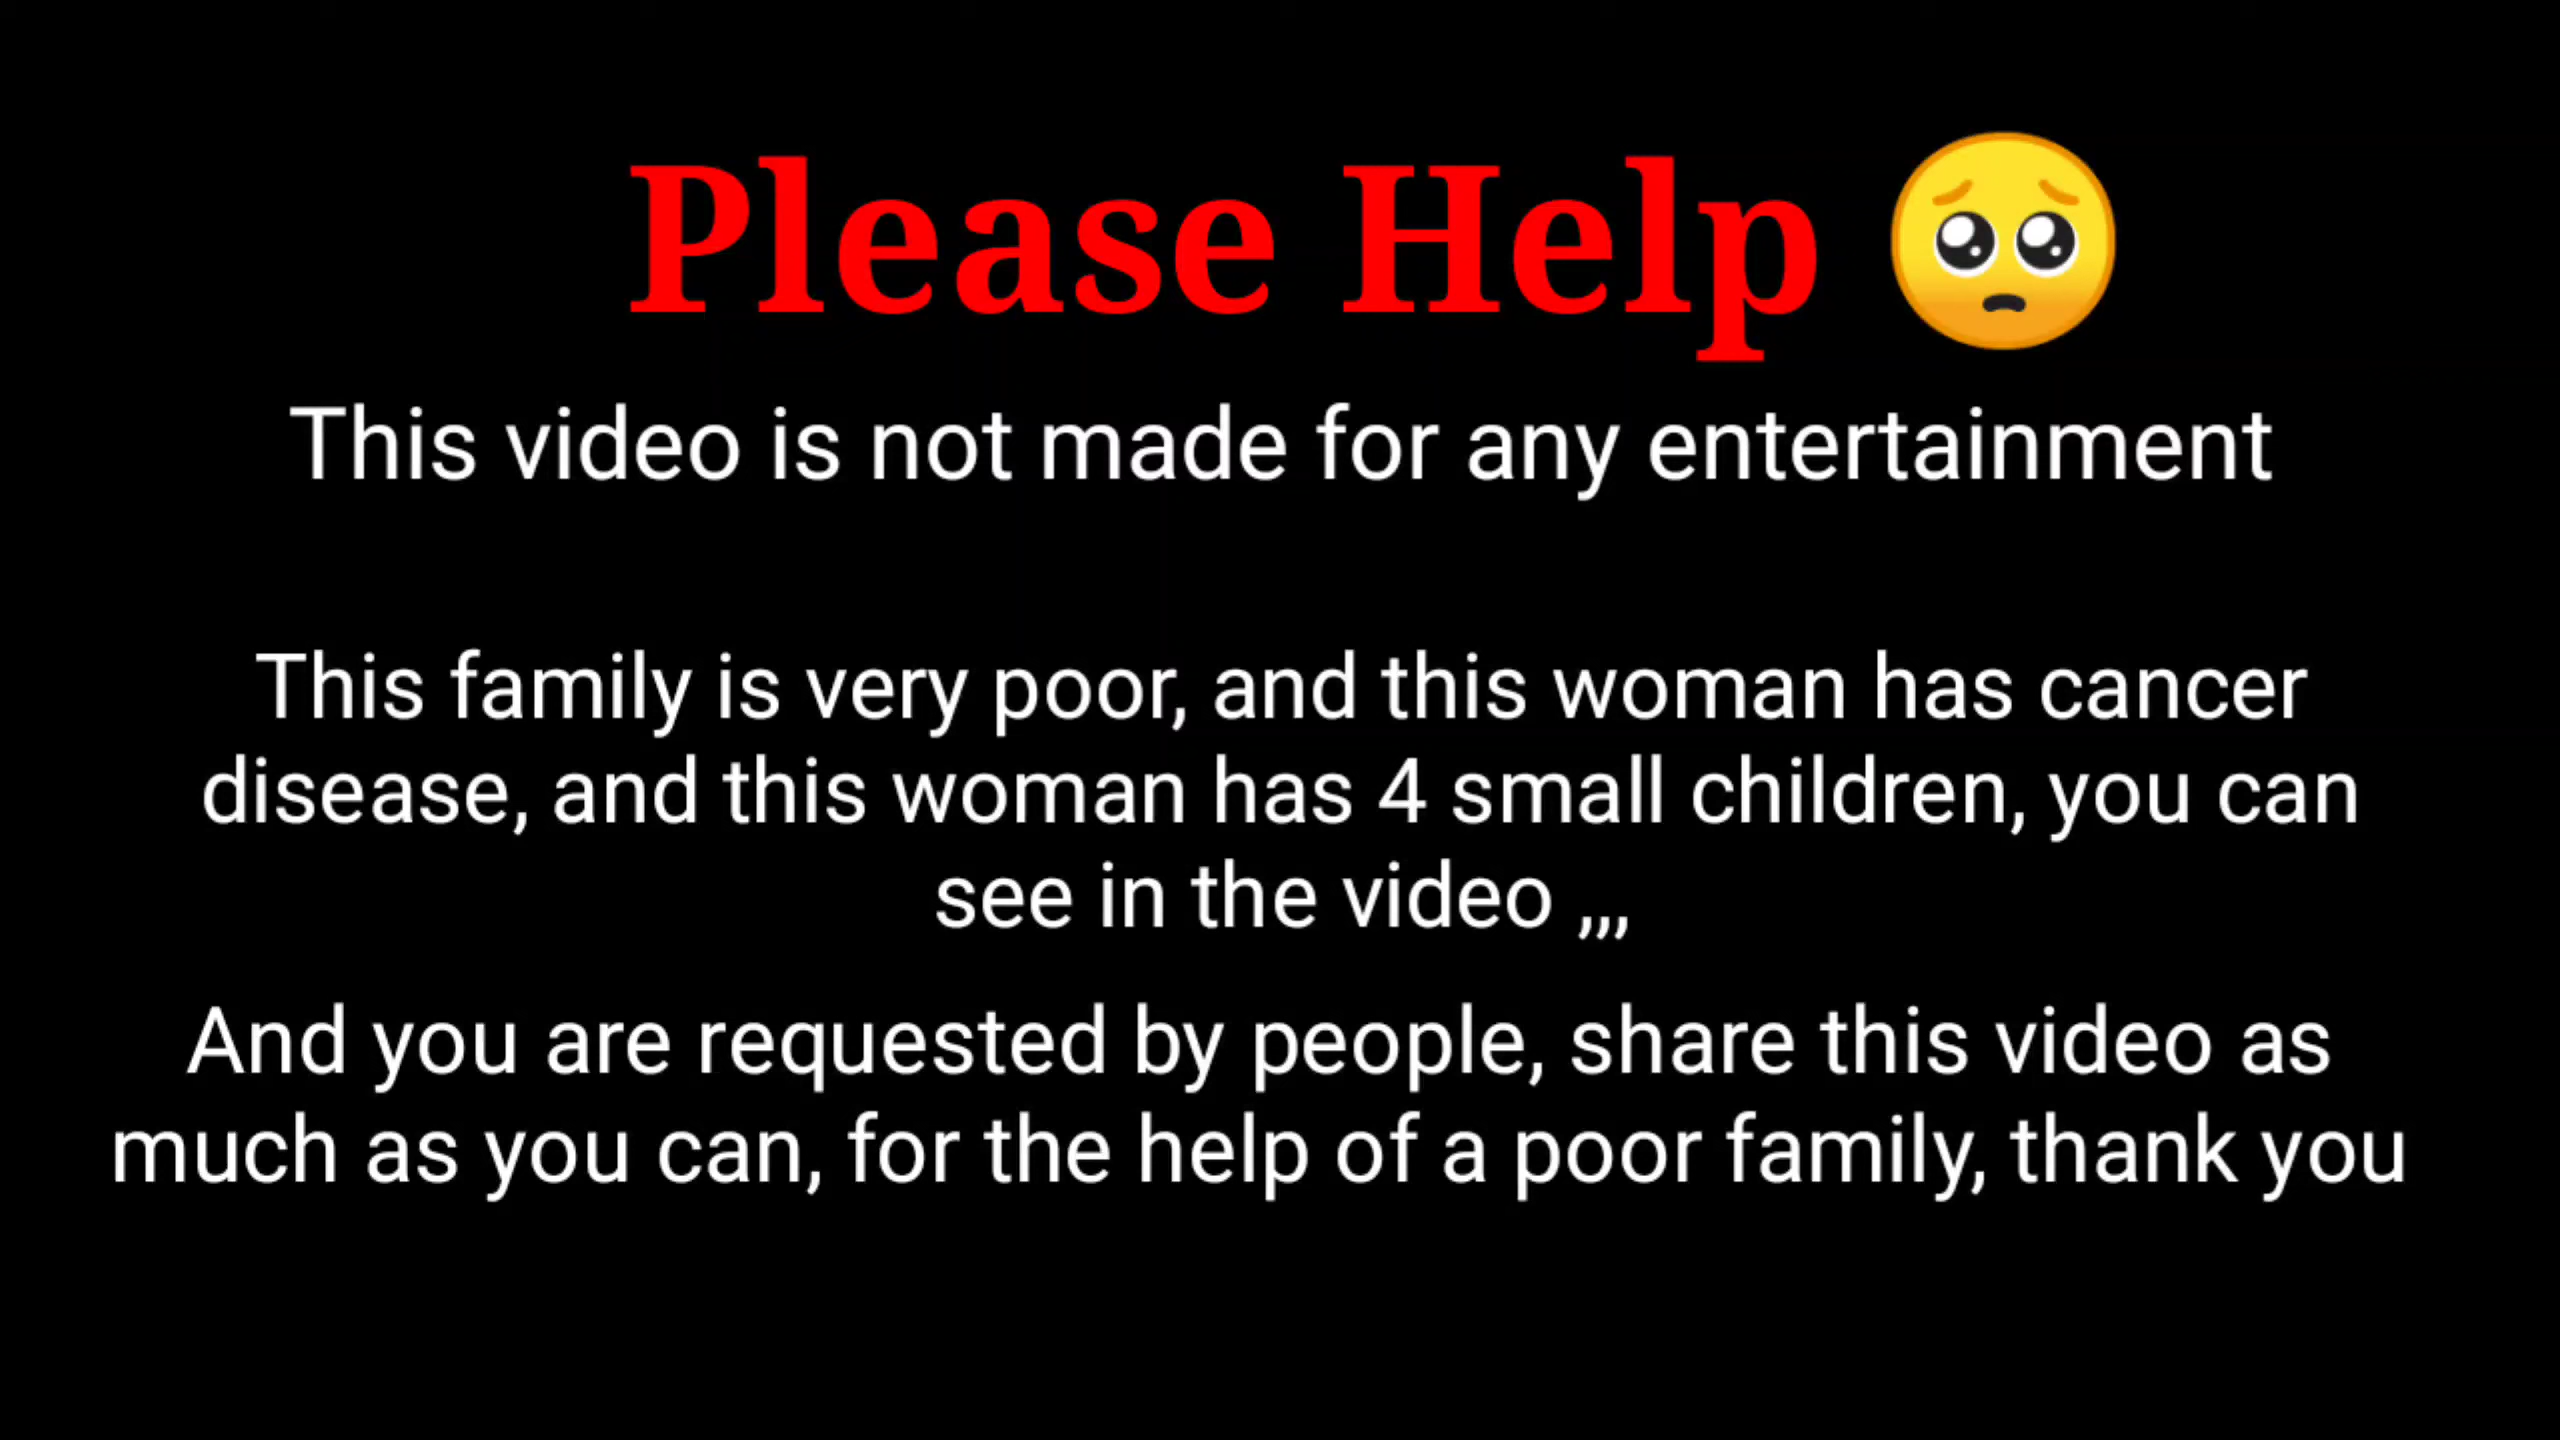 Please Help 🥺
This video is not made for any entertainment
This family is very poor, and this woman has cancer
disease, and this woman has 4 small children, you can
see in the video ,,,
And you are requested by people, share this video as
much as you can, for the help of a poor family, thank you